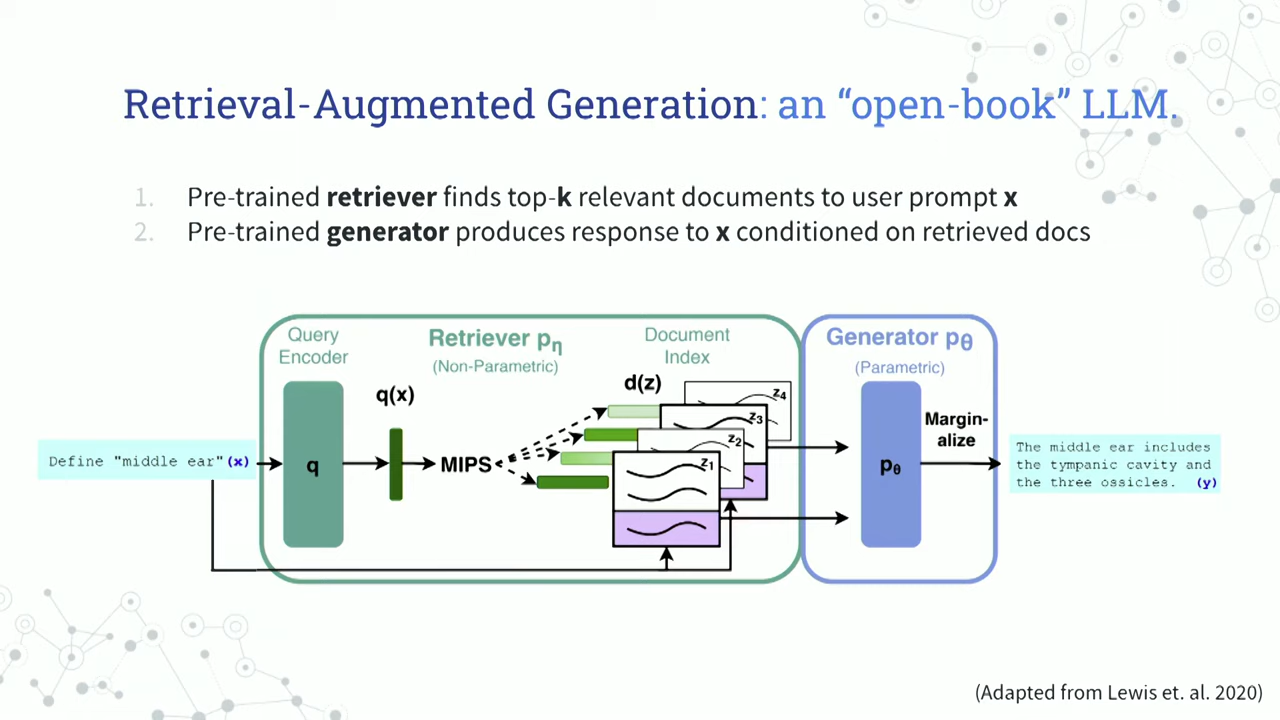 Retrieval-Augmented Generation: an “open-book” LLM.
1. Pre-trained retriever finds top-k relevant documents to user prompt x
2. Pre-trained generator produces response to x conditioned on retrieved docs
Query
Encoder
Retriever pη
(Non-Parametric)
Document
Index
Generator pθ
(Parametric)
q(x)
d(z)
z4
z3
z2
z1
Margin-
alize
Define "middle ear"(x)
q
MIPS
pθ
The middle ear includes
the tympanic cavity and
the three ossicles. (y)
(Adapted from Lewis et. al. 2020)